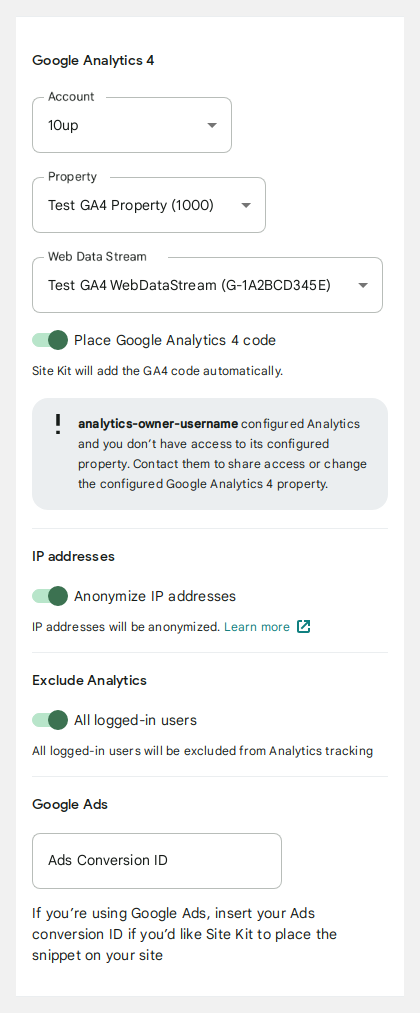 Google Analytics 4
Account
10up
Property
Test GA4 Property (1000)
Web Data Stream
Test GA4 WebDataStream (G-1A2BCD345E)
Place Google Analytics 4 code
Site Kit will add the GA4 code automatically.
analytics-owner-username configured Analytics
and you don’t have access to its configured
property. Contact them to share access or change
the configured Google Analytics 4 property.
IP addresses
Anonymize IP addresses
IP addresses will be anonymized. Learn more
Exclude Analytics
All logged-in users
All logged-in users will be excluded from Analytics tracking
Google Ads
Ads Conversion ID
If you’re using Google Ads, insert your Ads
conversion ID if you’d like Site Kit to place the
snippet on your site